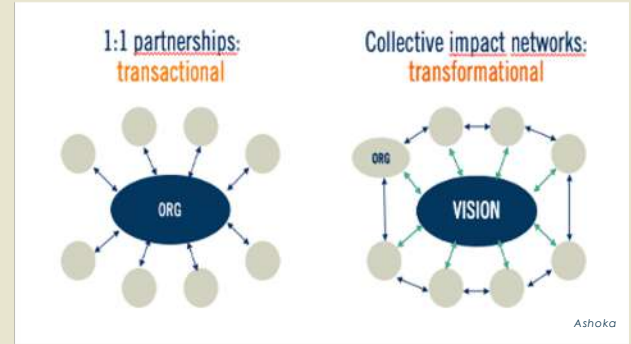 1:1 partnerships:
transactional
ORG
Collective impact networks:
transformational
ORG
VISION
Ashoka